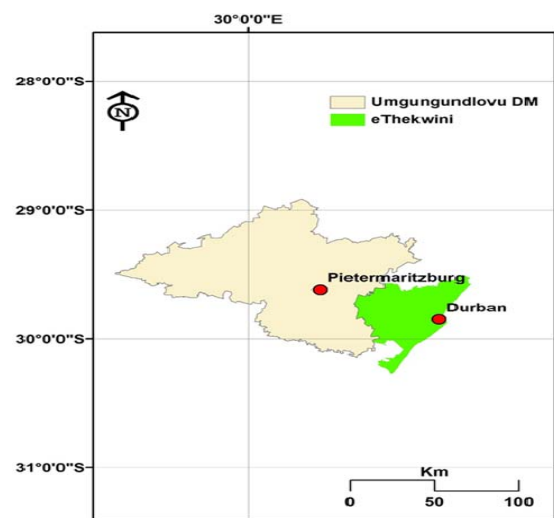 30°0'0"E
28°0'0"S
N
Umgungundlovu DM
eThekwini
29°0'0"S
Pietermaritzburg
Durban
30°0'0"S
31°0'0"S
Km
0 50 100